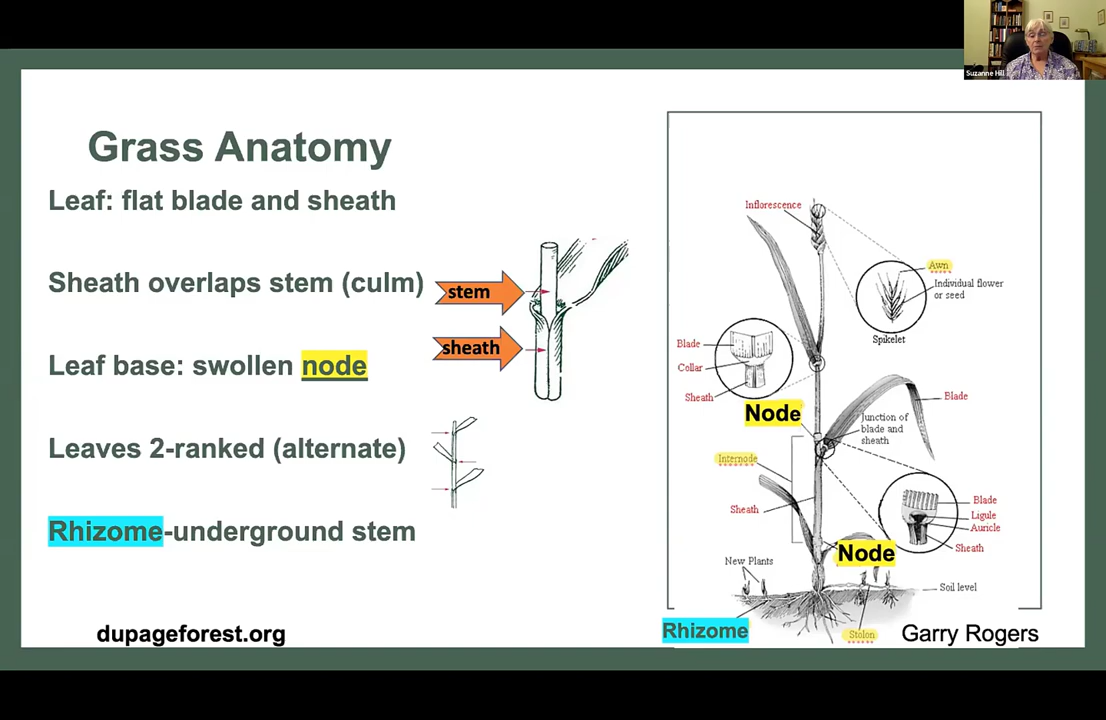 Suzanne Hill
Grass Anatomy
Leaf: flat blade and sheath
Sheath overlaps stem (culm)
stem
sheath
Leaf base: swollen node
Leaves 2-ranked (alternate)
Rhizome-underground stem
dupageforest.org
Inflorescence
Awn
Individual flower
or seed
Spikelet
Blade
Collar
Sheath
Node
Blade
Junction of
blade and
sheath
Internode
Sheath
Blade
Ligule
Auricle
Sheath
Node
New Plants
Soil level
Rhizome
Stolon
Garry Rogers